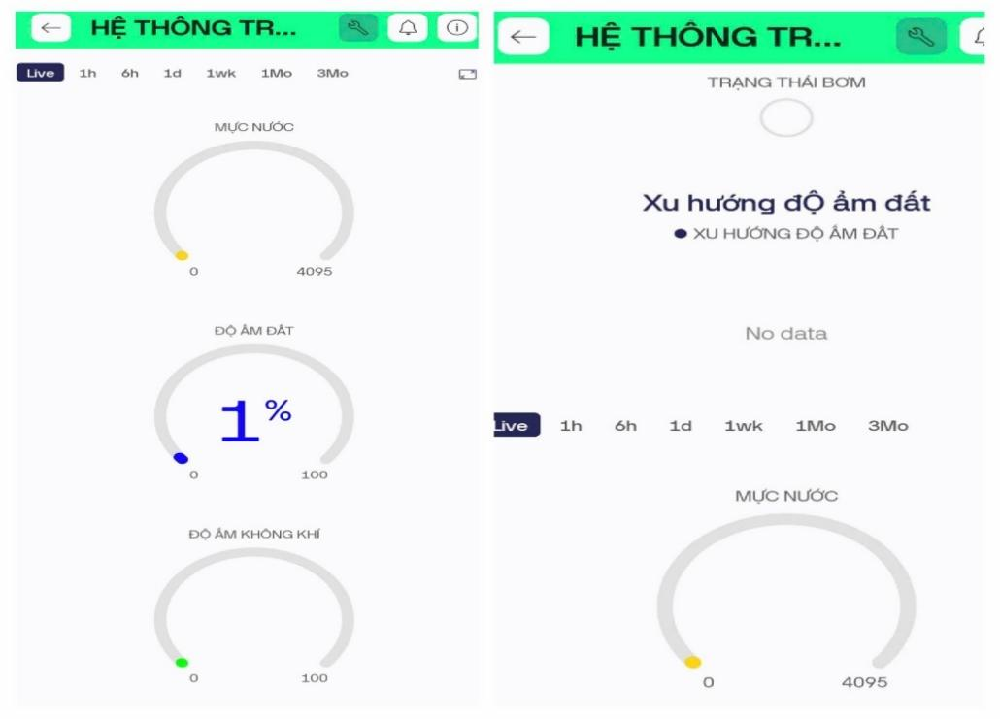 HỆ THÔNG TR...
Live 1h 6h 1d 1wk 1Mo 3Mo
MỰC NƯỚC
0 4095
ĐỘ ẨM ĐẤT
1%
0 100
ĐỘ ẨM KHÔNG KHÍ
0 100
HỆ THÔNG TR...
TRẠNG THÁI BƠM
Xu hướng đỘ ẩm đất
XU HƯỚNG ĐỘ ẨM ĐẤT
No data
Live 1h 6h 1d 1wk 1Mo 3Mo
MỰC NƯỚC
0 4095